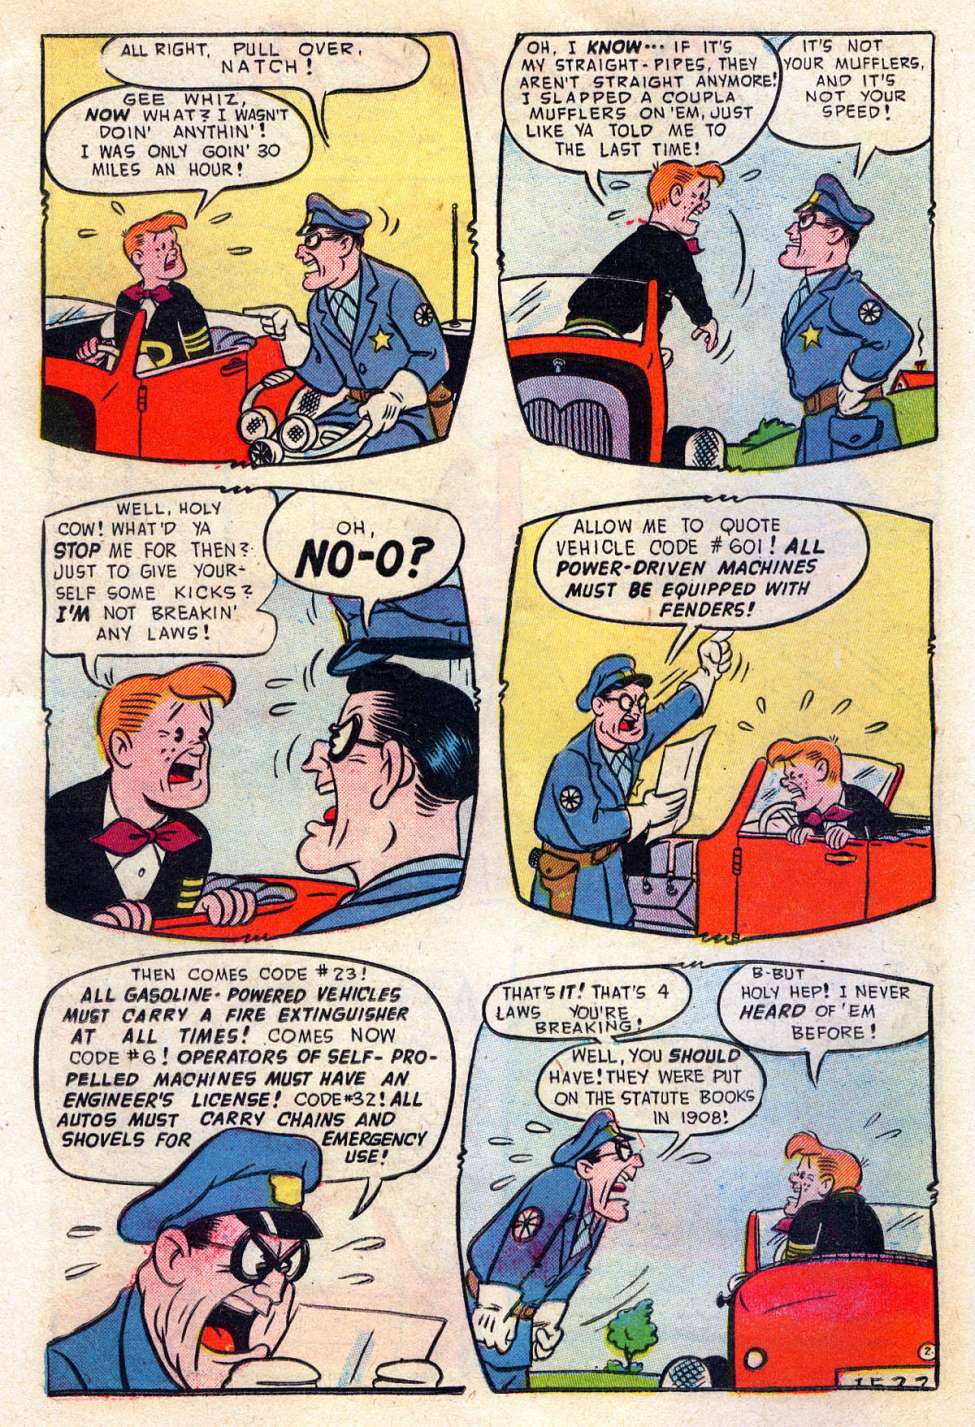 ALL RIGHT, PULL OVER,
NATCH!
GEE WHIZ,
NOW WHAT? I WASN'T
DOIN' ANYTHIN'!
I WAS ONLY GOIN' 30
MILES AN HOUR!
OH, I KNOW... IF IT'S
MY STRAIGHT-PIPES, THEY
AREN'T STRAIGHT ANYMORE!
I SLAPPED A COUPLA
MUFFLERS ON 'EM, JUST
LIKE YA TOLD ME TO
THE LAST TIME!
IT'S NOT
YOUR MUFFLERS,
AND IT'S
NOT YOUR
SPEED!
WELL, HOLY
COW! WHAT'D YA
STOP ME FOR THEN?
JUST TO GIVE YOUR-
SELF SOME KICKS?
I'M NOT BREAKIN'
ANY LAWS!
OH,
NO-O?
ALLOW ME TO QUOTE
VEHICLE CODE #601! ALL
POWER-DRIVEN MACHINES
MUST BE EQUIPPED WITH
FENDERS!
THEN COMES CODE #23!
ALL GASOLINE-POWERED VEHICLES
MUST CARRY A FIRE EXTINGUISHER
AT ALL TIMES! COMES NOW
CODE #6! OPERATORS OF SELF-PRO-
PELLED MACHINES MUST HAVE AN
ENGINEER'S LICENSE! CODE #32! ALL
AUTOS MUST CARRY CHAINS AND
SHOVELS FOR EMERGENCY
USE!
THAT'S IT! THAT'S 4
LAWS YOU'RE
BREAKING!
WELL, YOU SHOULD
HAVE! THEY WERE PUT
ON THE STATUTE BOOKS
IN 1908!
B-BUT
HOLY HEP! I NEVER
HEARD OF 'EM
BEFORE!
2